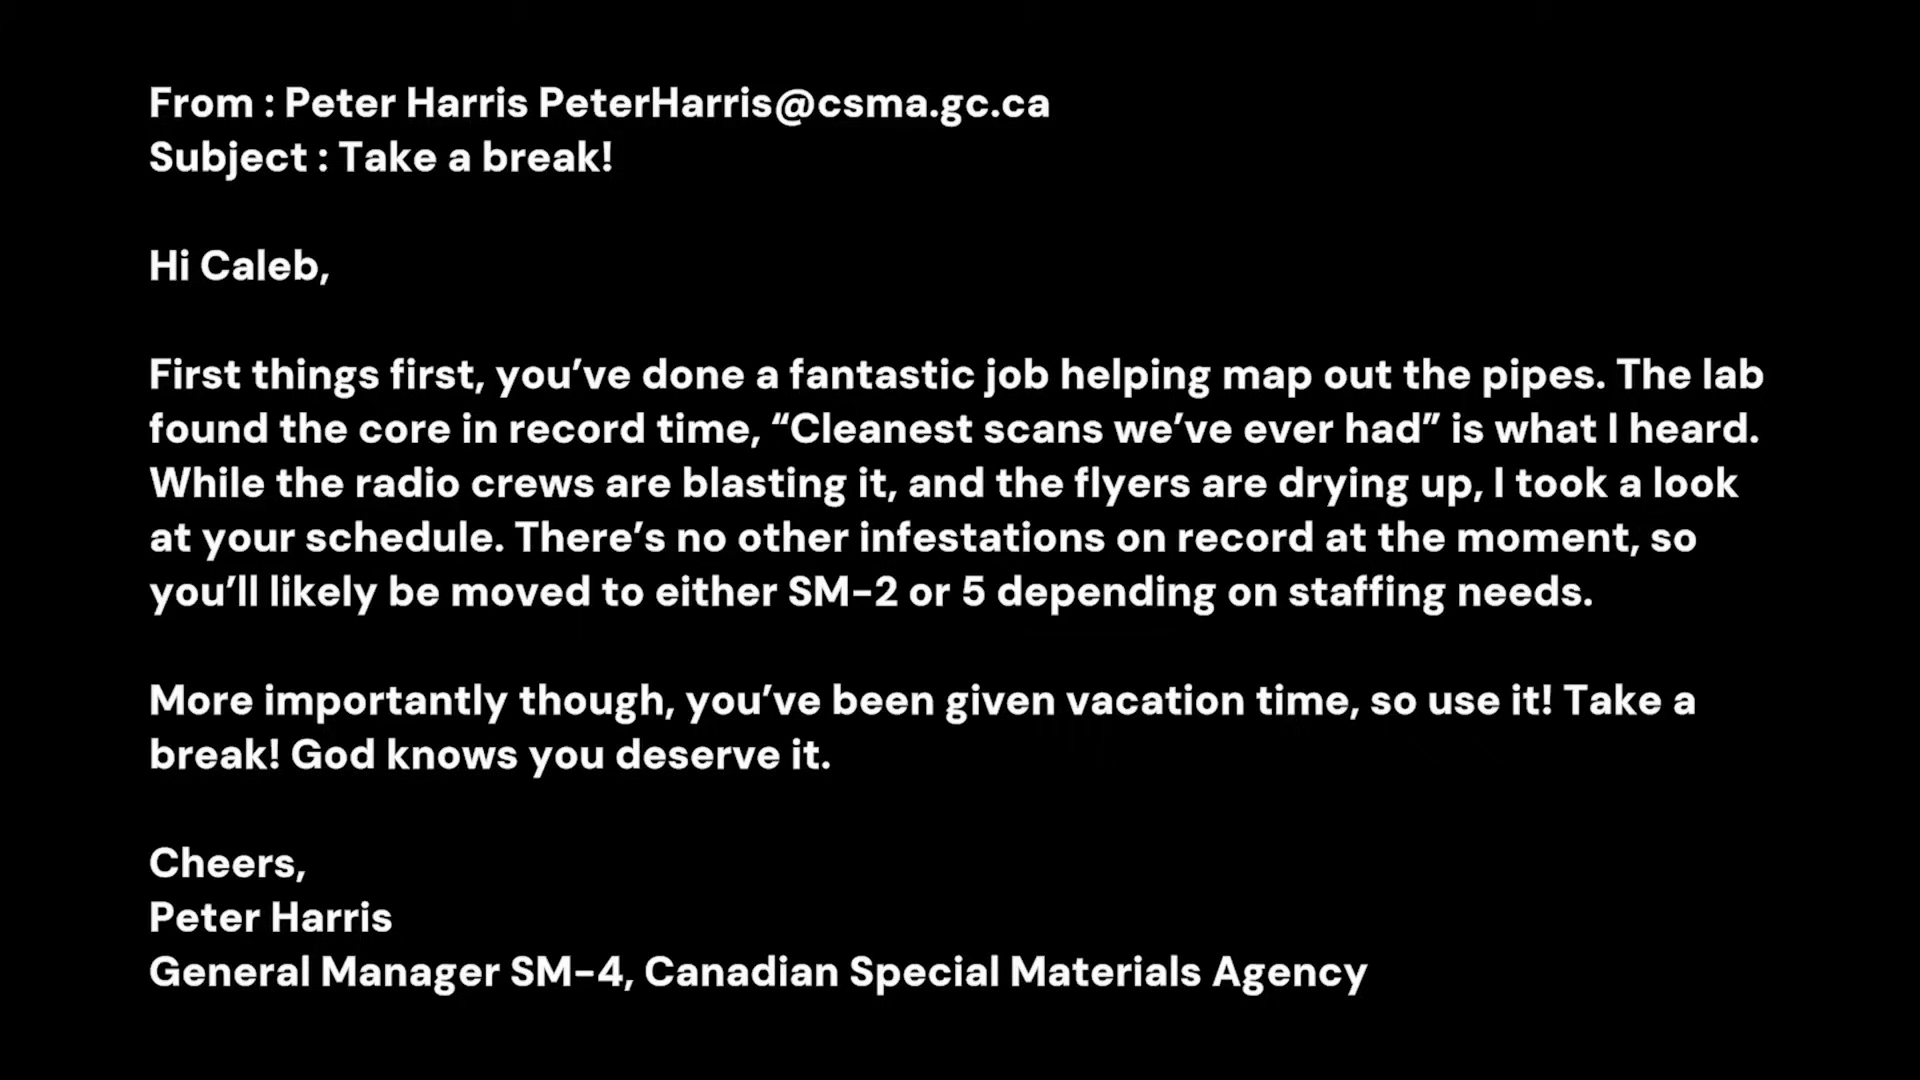 From : Peter Harris PeterHarris@csma.gc.ca
Subject : Take a break!
Hi Caleb,
First things first, you’ve done a fantastic job helping map out the pipes. The lab
found the core in record time, “Cleanest scans we’ve ever had” is what I heard.
While the radio crews are blasting it, and the flyers are drying up, I took a look
at your schedule. There’s no other infestations on record at the moment, so
you’ll likely be moved to either SM-2 or 5 depending on staffing needs.
More importantly though, you’ve been given vacation time, so use it! Take a
break! God knows you deserve it.
Cheers,
Peter Harris
General Manager SM-4, Canadian Special Materials Agency